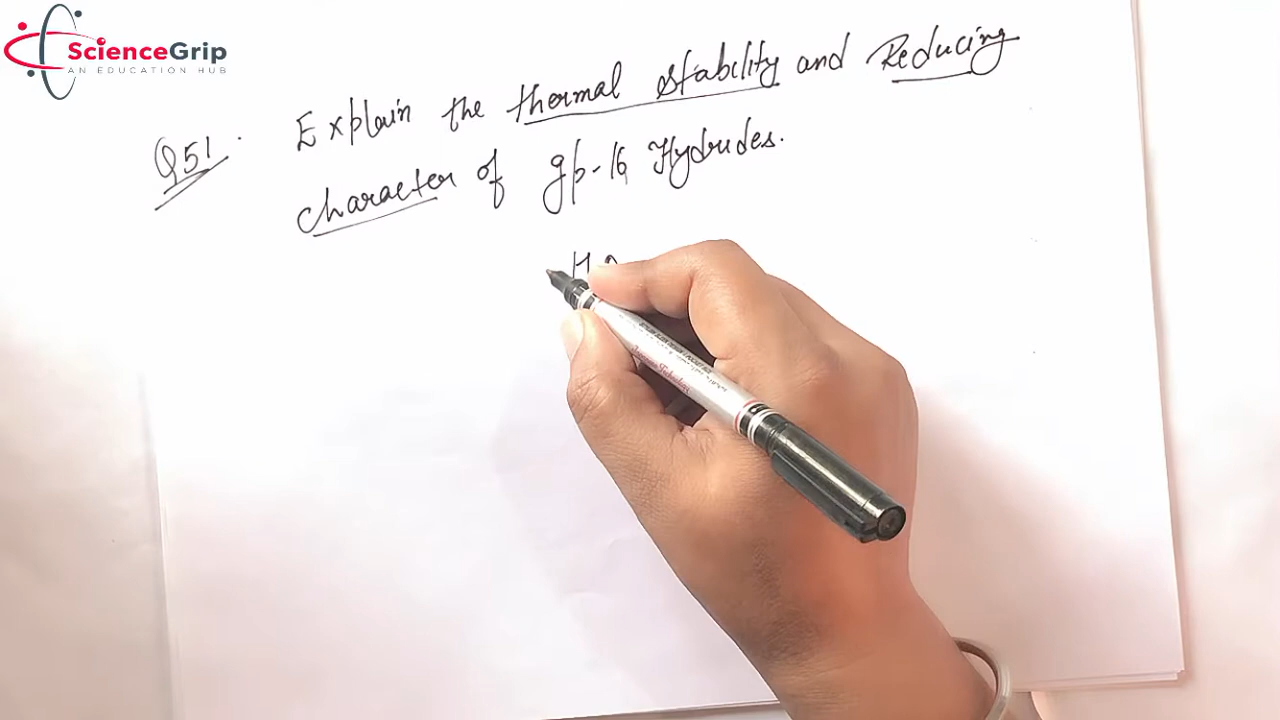 ScienceGrip
AN EDUCATION HUB
Q51. Explain the thermal stability and Reducing
character of gp-16 Hydrides.
H